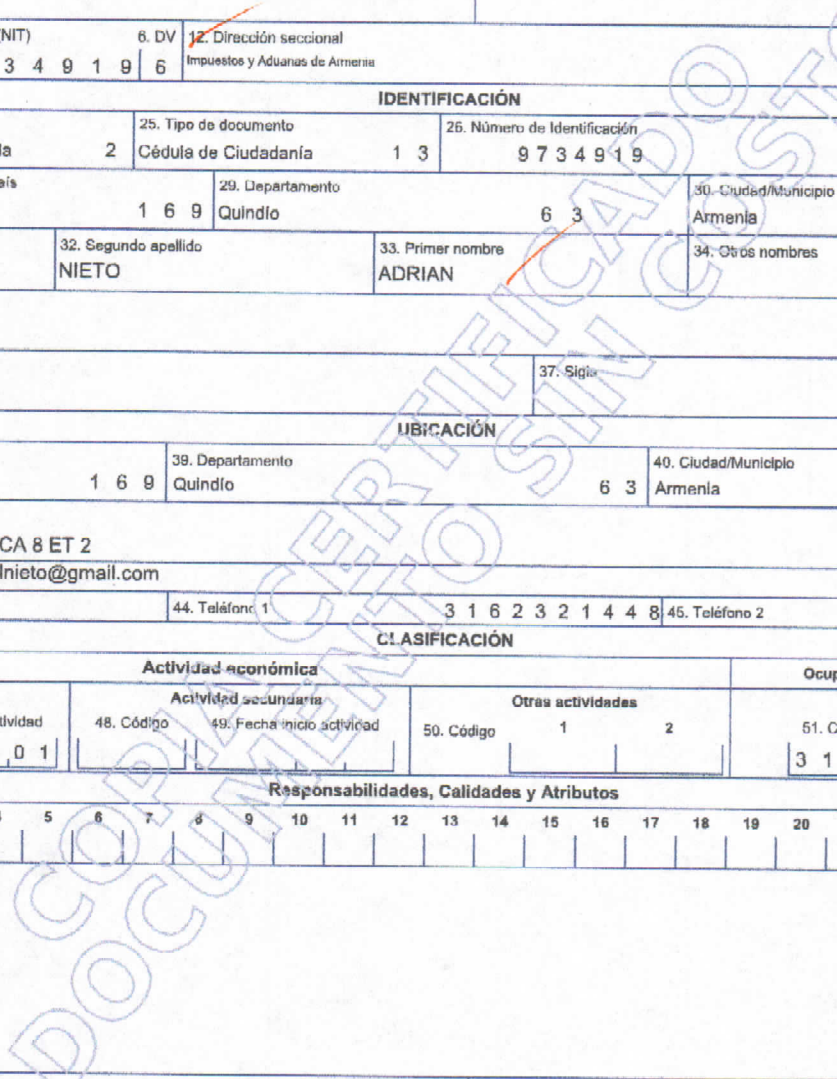 (NIT) 6. DV 12. Dirección seccional
3 4 9 1 9 6 Impuestos y Aduanas de Armenia
IDENTIFICACIÓN
25. Tipo de documento 26. Número de Identificación
2 Cédula de Ciudadanía 1 3 9 7 3 4 9 1 9
29. Departamento 30. Ciudad/Municipio
1 6 9 Quindío 6 3 Armenia
32. Segundo apellido 33. Primer nombre 34. Otros nombres
NIETO ADRIAN
37. Sigla
UBICACIÓN
39. Departamento 40. Ciudad/Municipio
1 6 9 Quindío 6 3 Armenia
CA 8 ET 2
lnieto@gmail.com
44. Teléfono 1 3 1 6 2 3 2 1 4 4 8 45. Teléfono 2
CLASIFICACIÓN
Actividad económica Ocup
Actividad secundaria Otras actividades
tividad 48. Código 49. Fecha inicio actividad 50. Código 1 2 51. C
0 1 3 1
Responsabilidades, Calidades y Atributos
5 6 7 8 9 10 11 12 13 14 15 16 17 18 19 20
COPIA CERTIFICADO
DOCUMENTO SIN COSTO